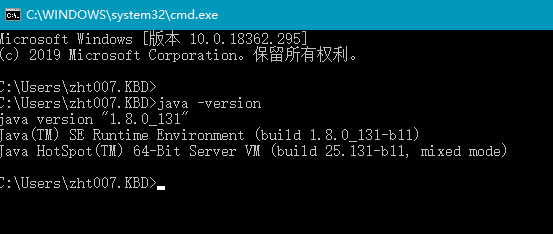 C:\WINDOWS\system32\cmd.exe
Microsoft Windows [版本 10.0.18362.295]
(c) 2019 Microsoft Corporation。保留所有权利。
C:\Users\zht007.KBD>
C:\Users\zht007.KBD>java -version
java version "1.8.0_131"
Java(TM) SE Runtime Environment (build 1.8.0_131-b11)
Java HotSpot(TM) 64-Bit Server VM (build 25.131-b11, mixed mode)
C:\Users\zht007.KBD>